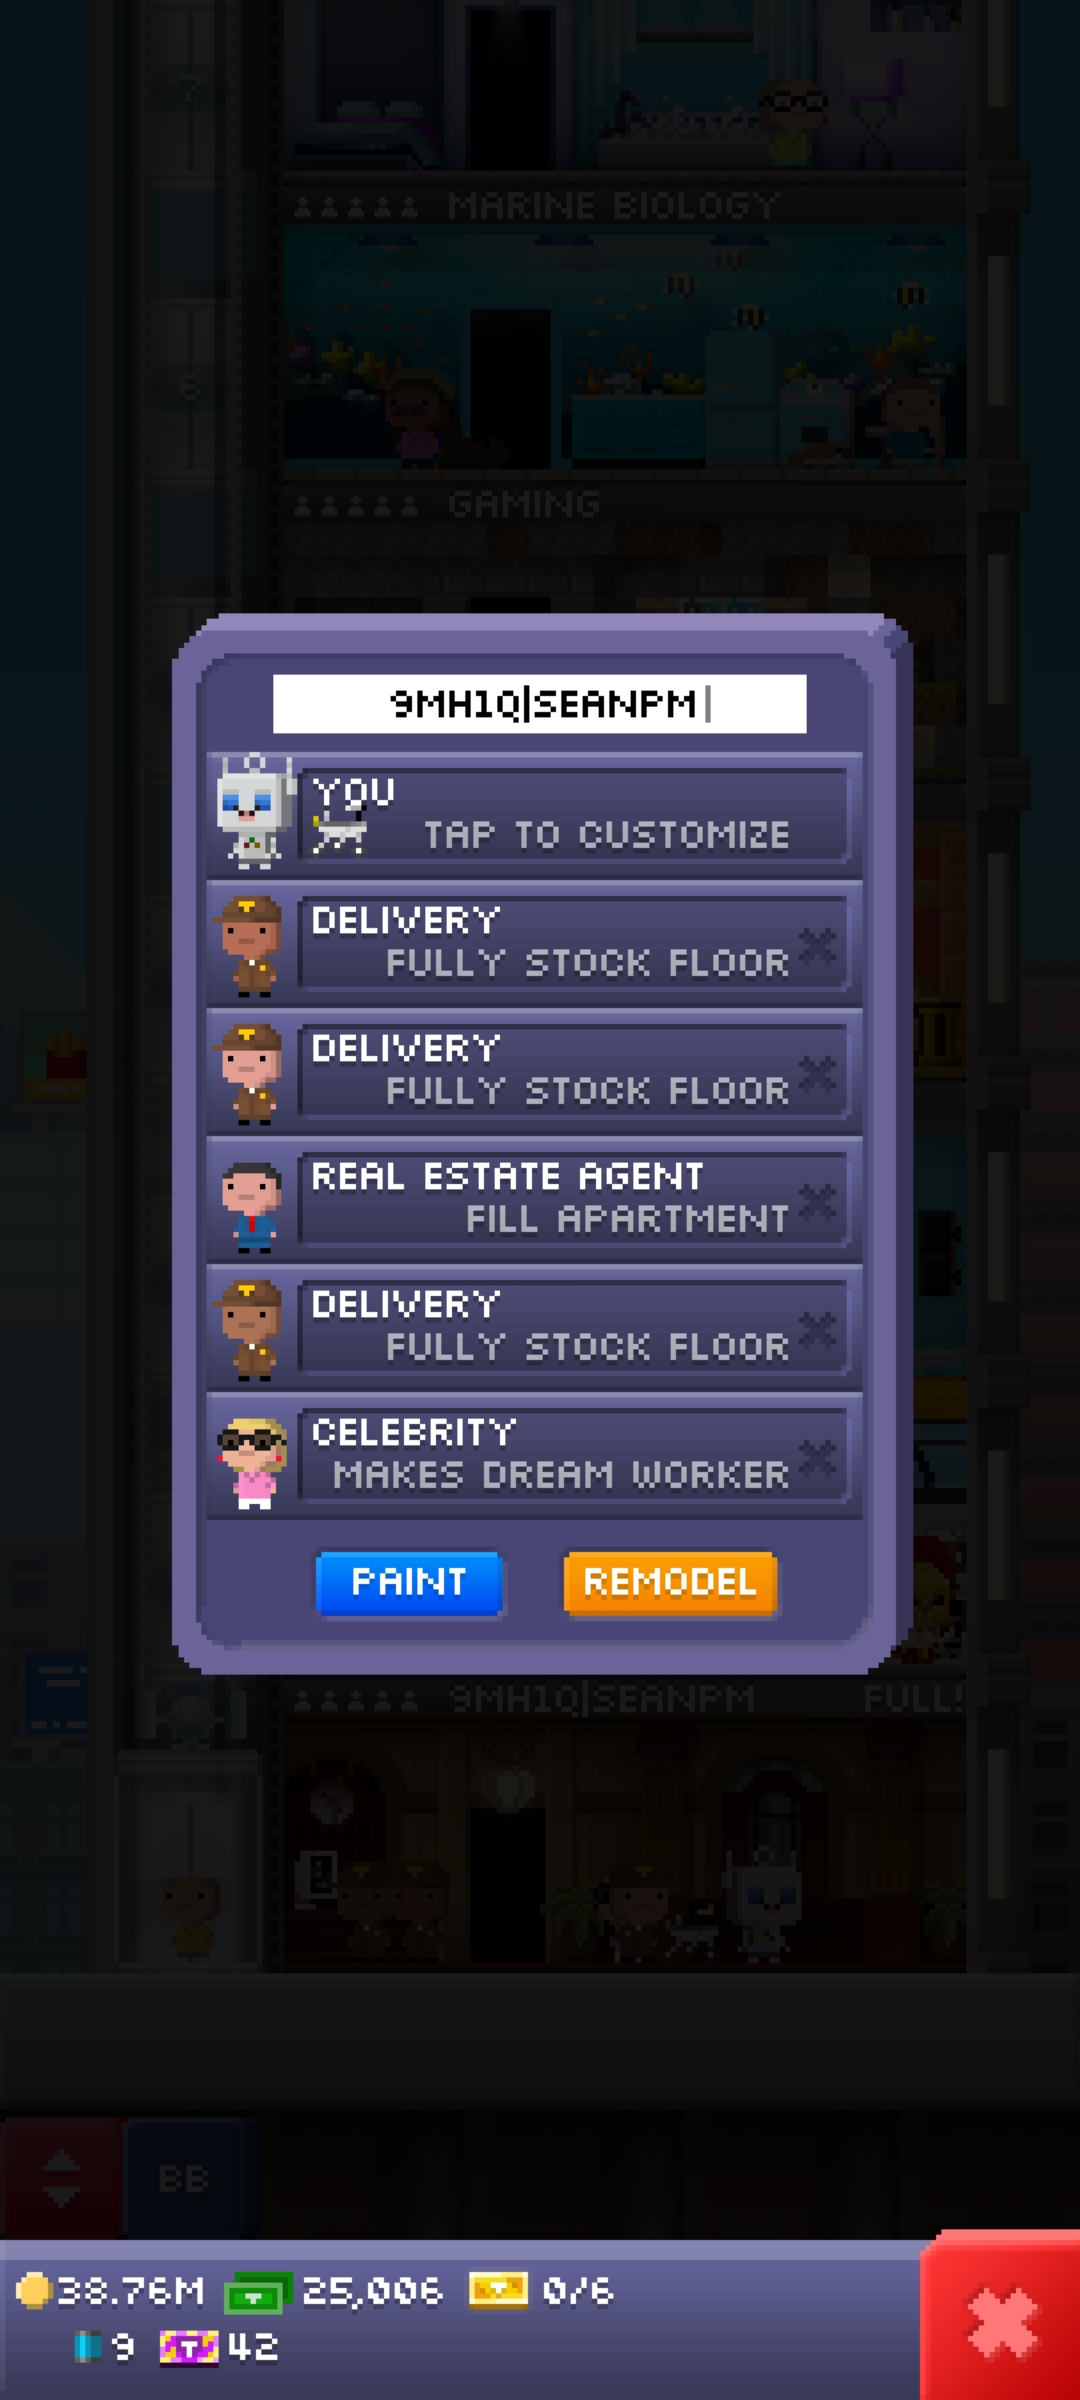 7
MARINE BIOLOGY
6
GAMING
9MH1Q|SEANPM
YOU
TAP TO CUSTOMIZE
DELIVERY
FULLY STOCK FLOOR
DELIVERY
FULLY STOCK FLOOR
REAL ESTATE AGENT
FILL APARTMENT
DELIVERY
FULLY STOCK FLOOR
CELEBRITY
MAKES DREAM WORKER
PAINT REMODEL
9MH1Q|SEANPM FULL!
BB
38.76M 25,006 0/6
9 42